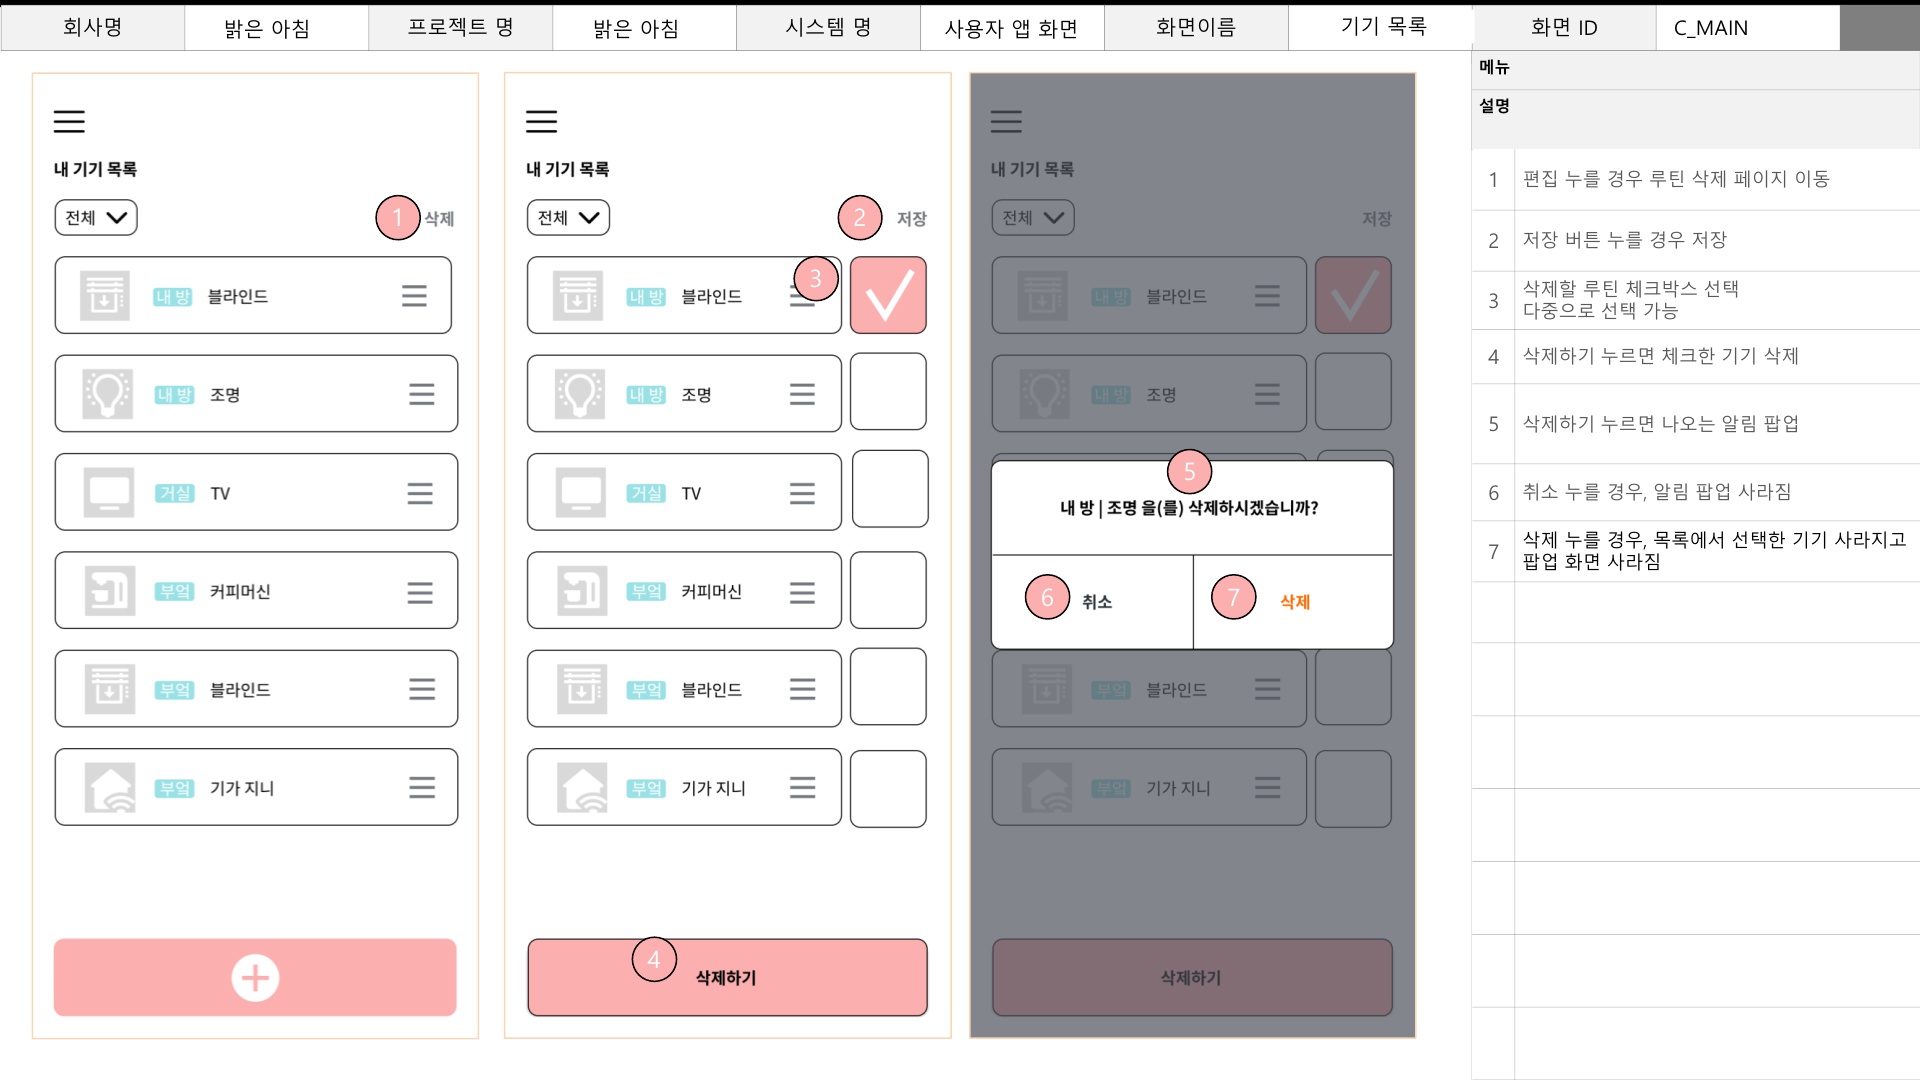 회사명 밝은 아침 프로젝트 명 밝은 아침 시스템 명 사용자 앱 화면 화면이름 기기 목록 화면 ID C_MAIN
내 기기 목록
전체
1 삭제
내 방 블라인드
내 방 조명
거실 TV
부엌 커피머신
부엌 블라인드
부엌 기가 지니
내 기기 목록
전체
2 저장
내 방 블라인드 3
내 방 조명
거실 TV
부엌 커피머신
부엌 블라인드
부엌 기가 지니
4 삭제하기
내 기기 목록
전체
저장
내 방 블라인드
내 방 조명
5
내 방 | 조명 을(를) 삭제하시겠습니까?
6 취소
7 삭제
부엌 블라인드
부엌 기가 지니
삭제하기
메뉴
설명
1 편집 누를 경우 루틴 삭제 페이지 이동
2 저장 버튼 누를 경우 저장
3 삭제할 루틴 체크박스 선택
다중으로 선택 가능
4 삭제하기 누르면 체크한 기기 삭제
5 삭제하기 누르면 나오는 알림 팝업
6 취소 누를 경우, 알림 팝업 사라짐
7 삭제 누를 경우, 목록에서 선택한 기기 사라지고
팝업 화면 사라짐